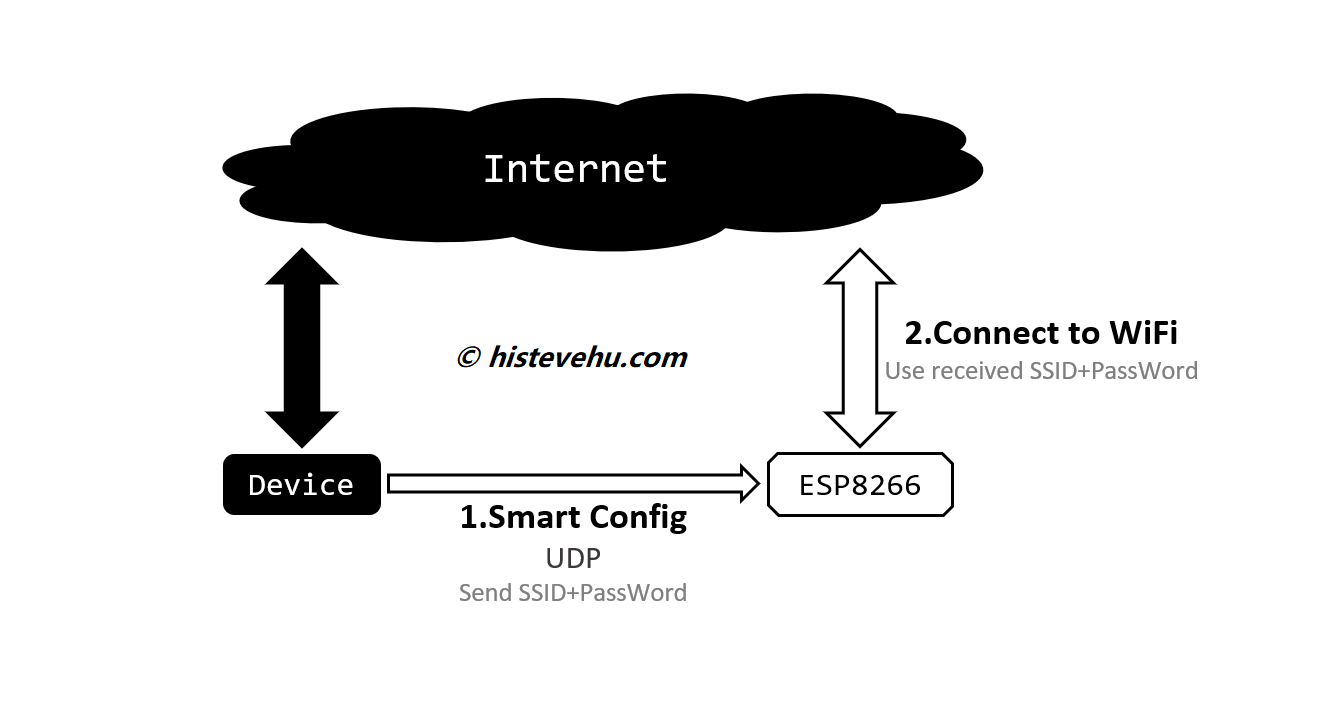 Internet
2.Connect to WiFi
© histevehu.com
Use received SSID+PassWord
Device
ESP8266
1.Smart Config
UDP
Send SSID+PassWord